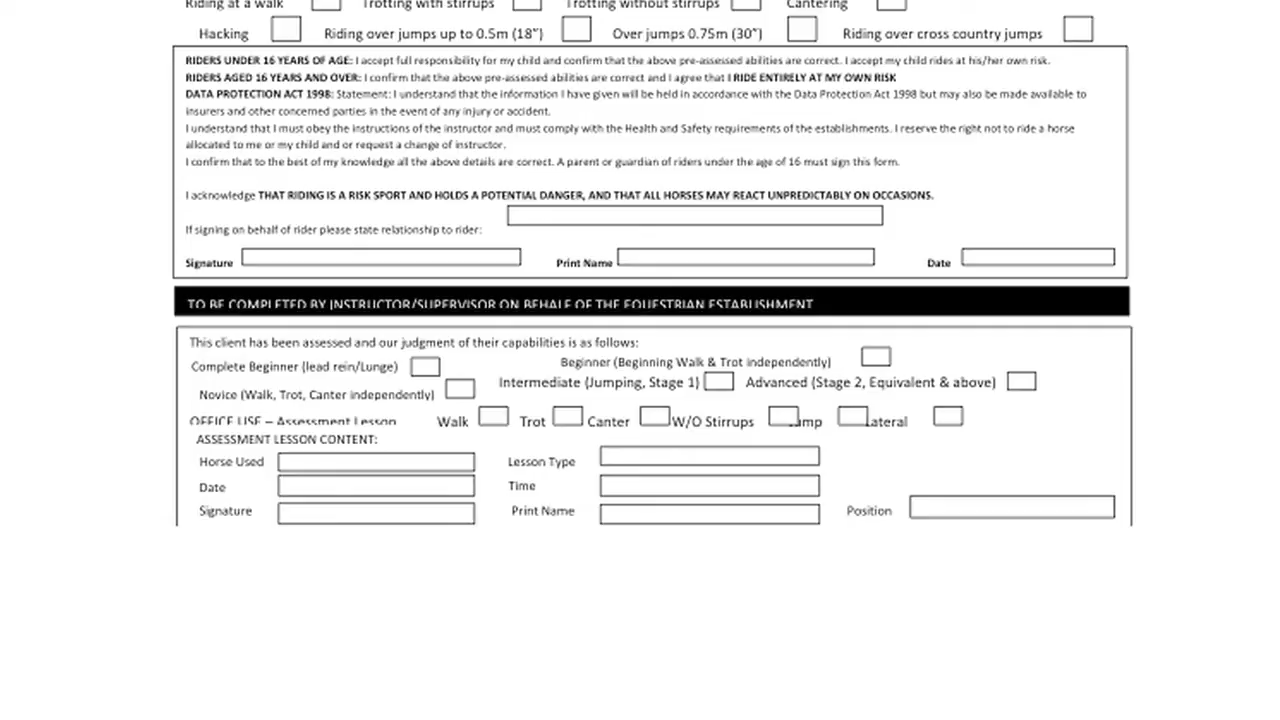 Riding at a walk Trotting with stirrups Trotting without stirrups Cantering
Hacking Riding over jumps up to 0.5m (18”) Over jumps 0.75m (30”) Riding over cross country jumps
RIDERS UNDER 16 YEARS OF AGE: I accept full responsibility for my child and confirm that the above pre-assessed abilities are correct. I accept my child rides at his/her own risk.
RIDERS AGED 16 YEARS AND OVER: I confirm that the above pre-assessed abilities are correct and I agree that I RIDE ENTIRELY AT MY OWN RISK
DATA PROTECTION ACT 1998: Statement: I understand that the information I have given will be held in accordance with the Data Protection Act 1998 but may also be made available to
insurers and other concerned parties in the event of any injury or accident.
I understand that I must obey the instructions of the instructor and must comply with the Health and Safety requirements of the establishments. I reserve the right not to ride a horse
allocated to me or my child and or request a change of instructor.
I confirm that to the best of my knowledge all the above details are correct. A parent or guardian of riders under the age of 16 must sign this form.
I acknowledge THAT RIDING IS A RISK SPORT AND HOLDS A POTENTIAL DANGER, AND THAT ALL HORSES MAY REACT UNPREDICTABLY ON OCCASIONS.
If signing on behalf of rider please state relationship to rider:
Signature Print Name Date
TO BE COMPLETED BY INSTRUCTOR/SUPERVISOR ON BEHALF OF THE EQUESTRIAN ESTABLISHMENT
This client has been assessed and our judgment of their capabilities is as follows:
Complete Beginner (lead rein/Lunge) Beginner (Beginning Walk & Trot independently)
Novice (Walk, Trot, Canter independently) Intermediate (Jumping, Stage 1) Advanced (Stage 2, Equivalent & above)
OFFICE USE – Assessment Lesson Walk Trot Canter W/O Stirrups Jump Lateral
ASSESSMENT LESSON CONTENT:
Horse Used Lesson Type
Date Time
Signature Print Name Position